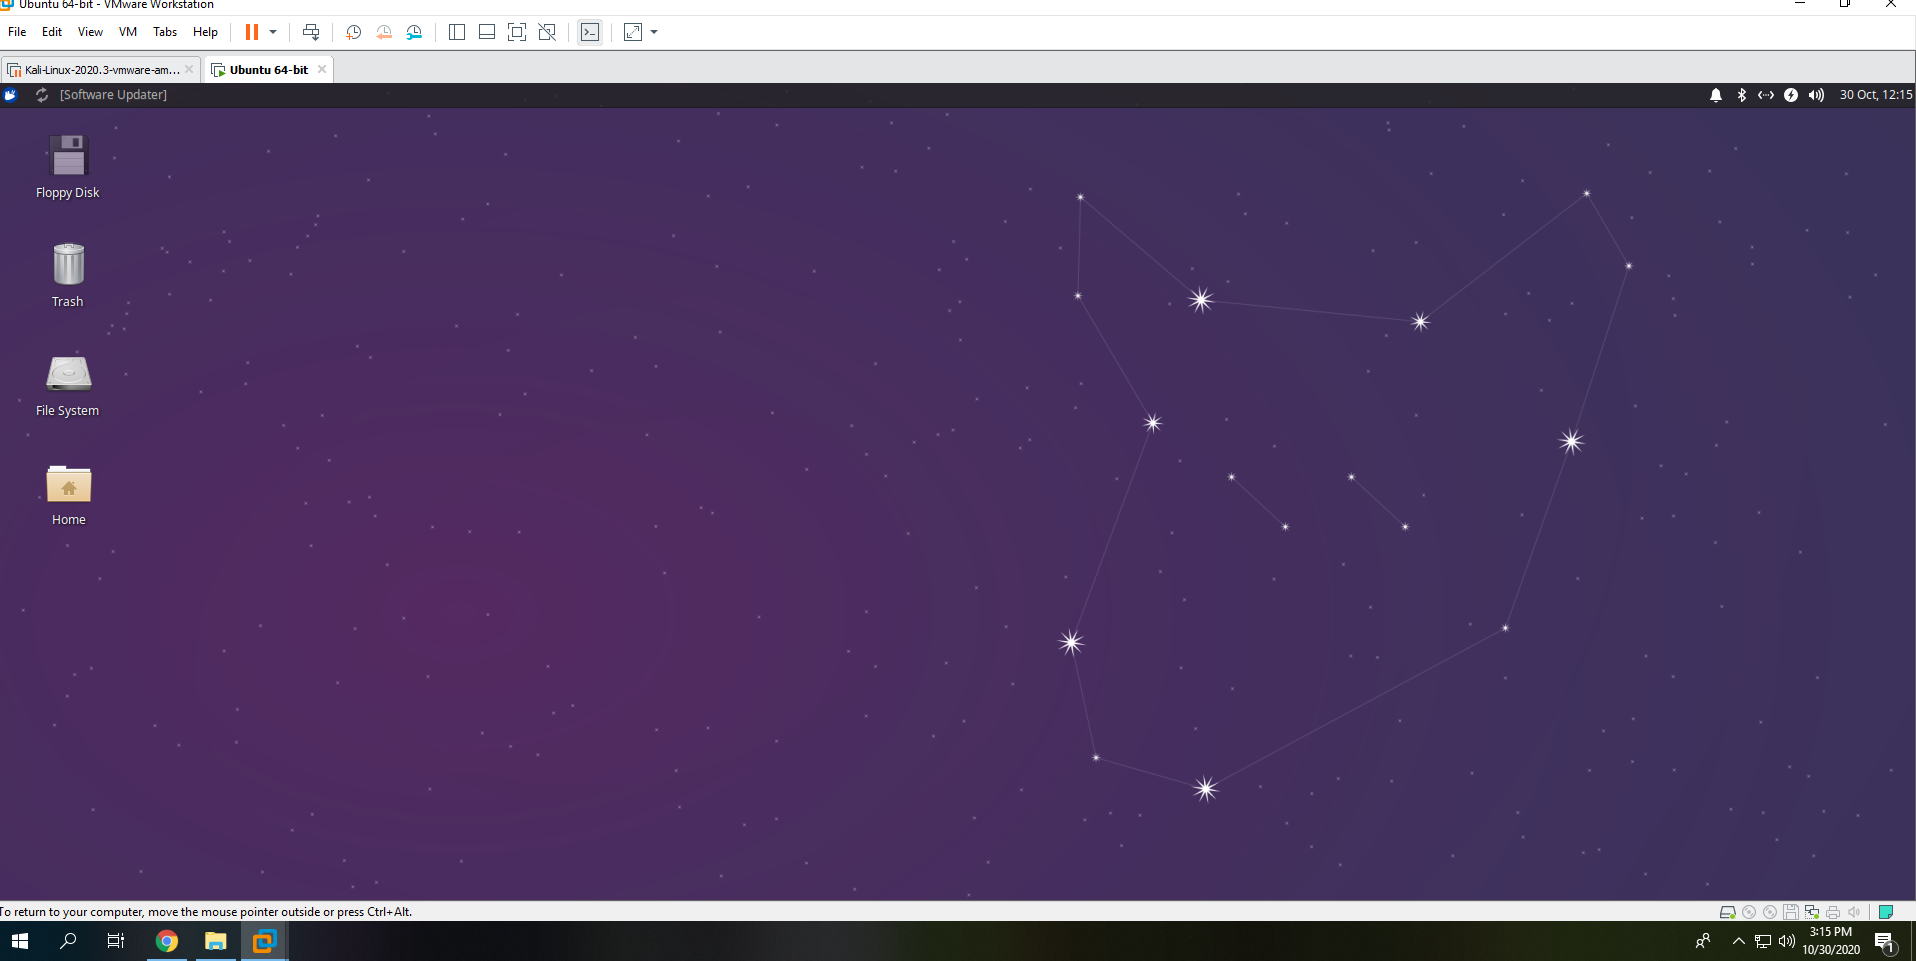 Ubuntu 64-bit - VMware Workstation
File Edit View VM Tabs Help
Kali-Linux-2020.3-vmware-am... Ubuntu 64-bit
[Software Updater] 30 Oct, 12:15
Floppy Disk
Trash
File System
Home
To return to your computer, move the mouse pointer outside or press Ctrl+Alt.
3:15 PM
10/30/2020
1